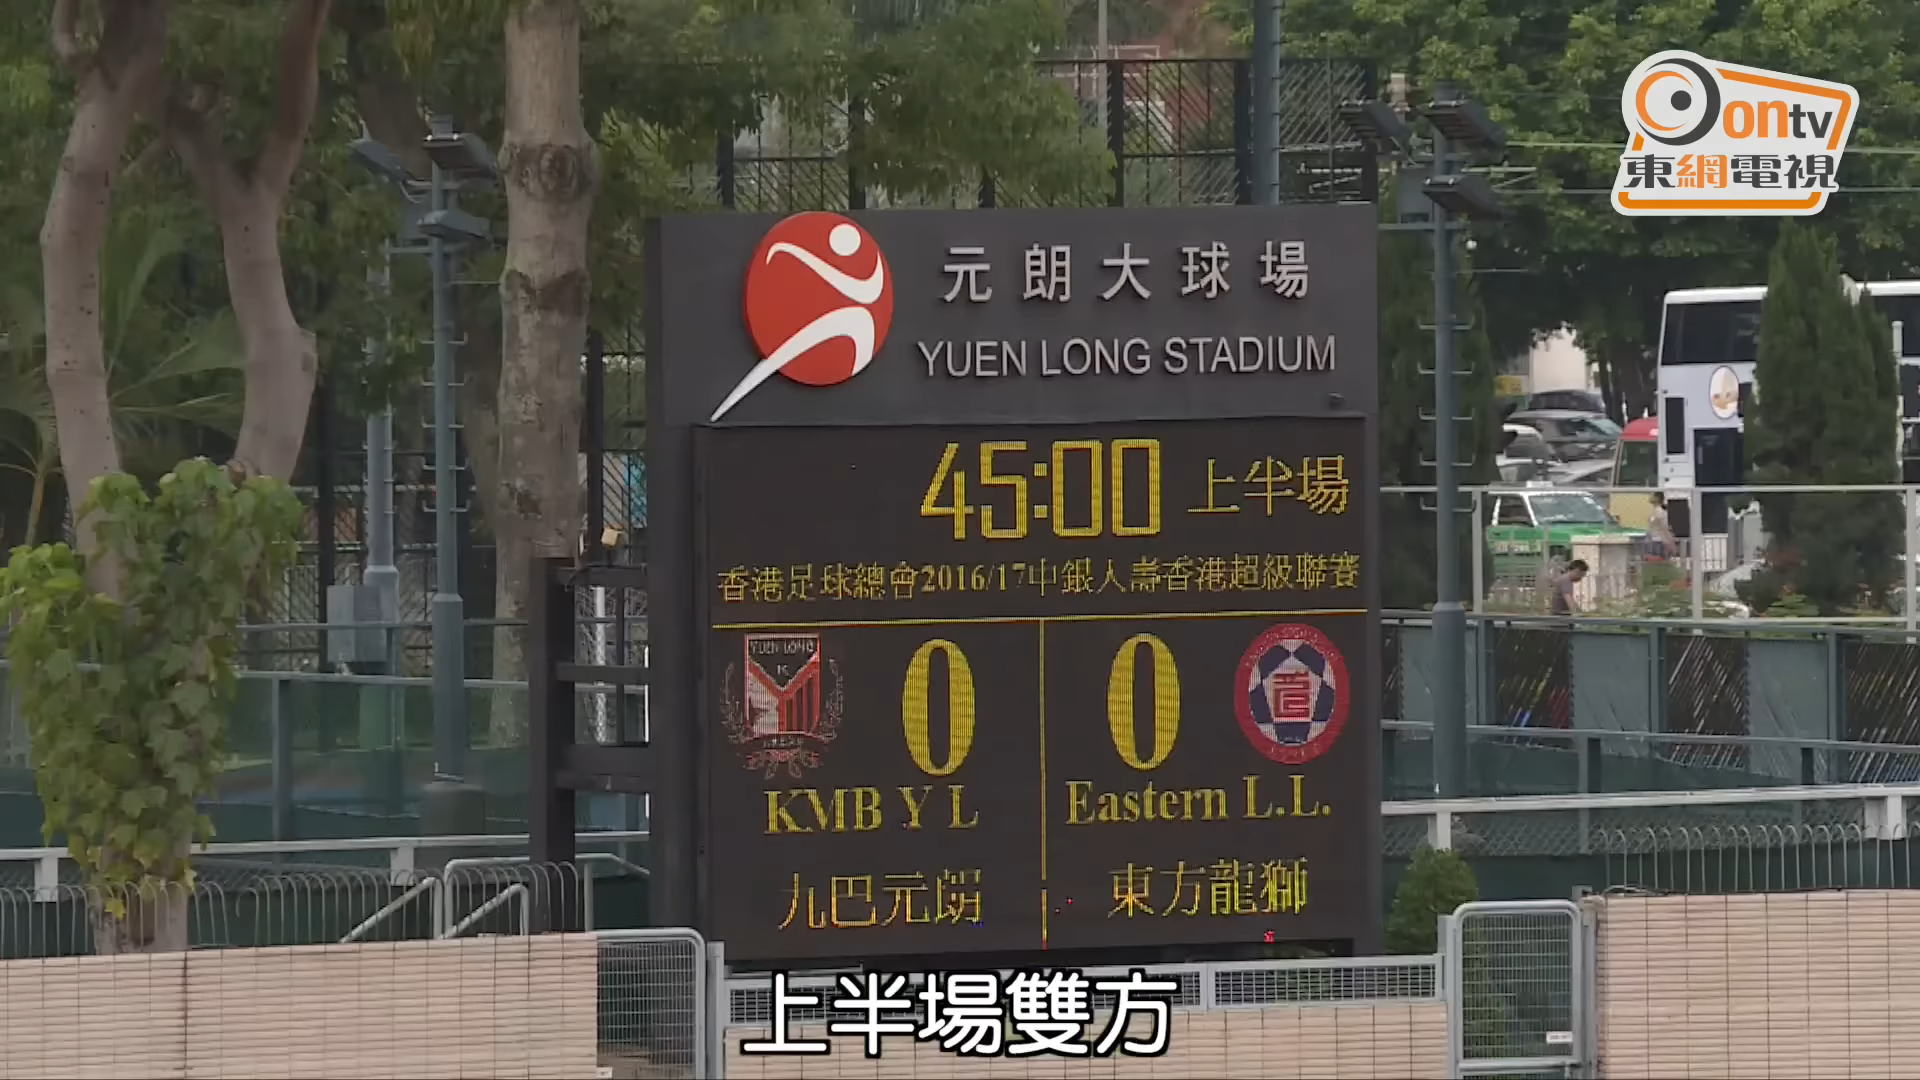 ontv
東網電視
元朗大球場
YUEN LONG STADIUM
45:00 上半場
香港足球總會2016/17中銀人壽香港超級聯賽
YUEN LONG
FC
0 0
KMB Y L Eastern L.L.
九巴元朗 東方龍獅
上半場雙方